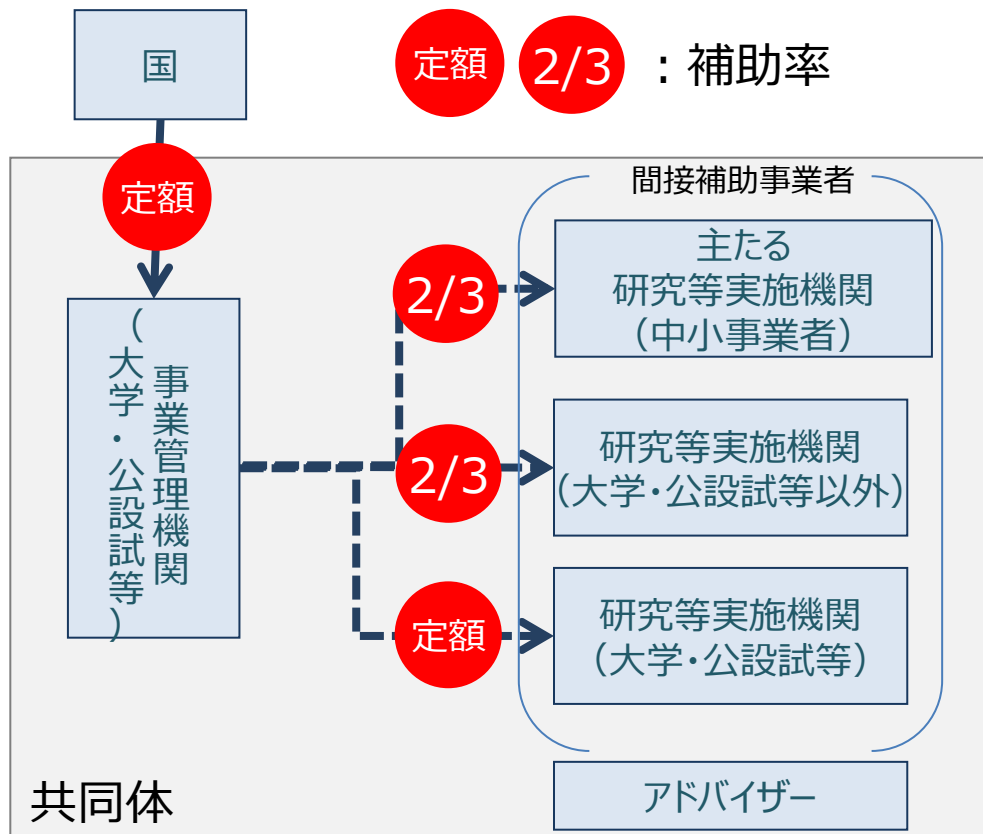 国
定額 2/3 ：補助率
定額
間接補助事業者
事業管理機関
（大学・公設試等）
2/3
主たる
研究等実施機関
（中小事業者）
2/3
研究等実施機関
（大学・公設試等以外）
定額
研究等実施機関
（大学・公設試等）
アドバイザー
共同体